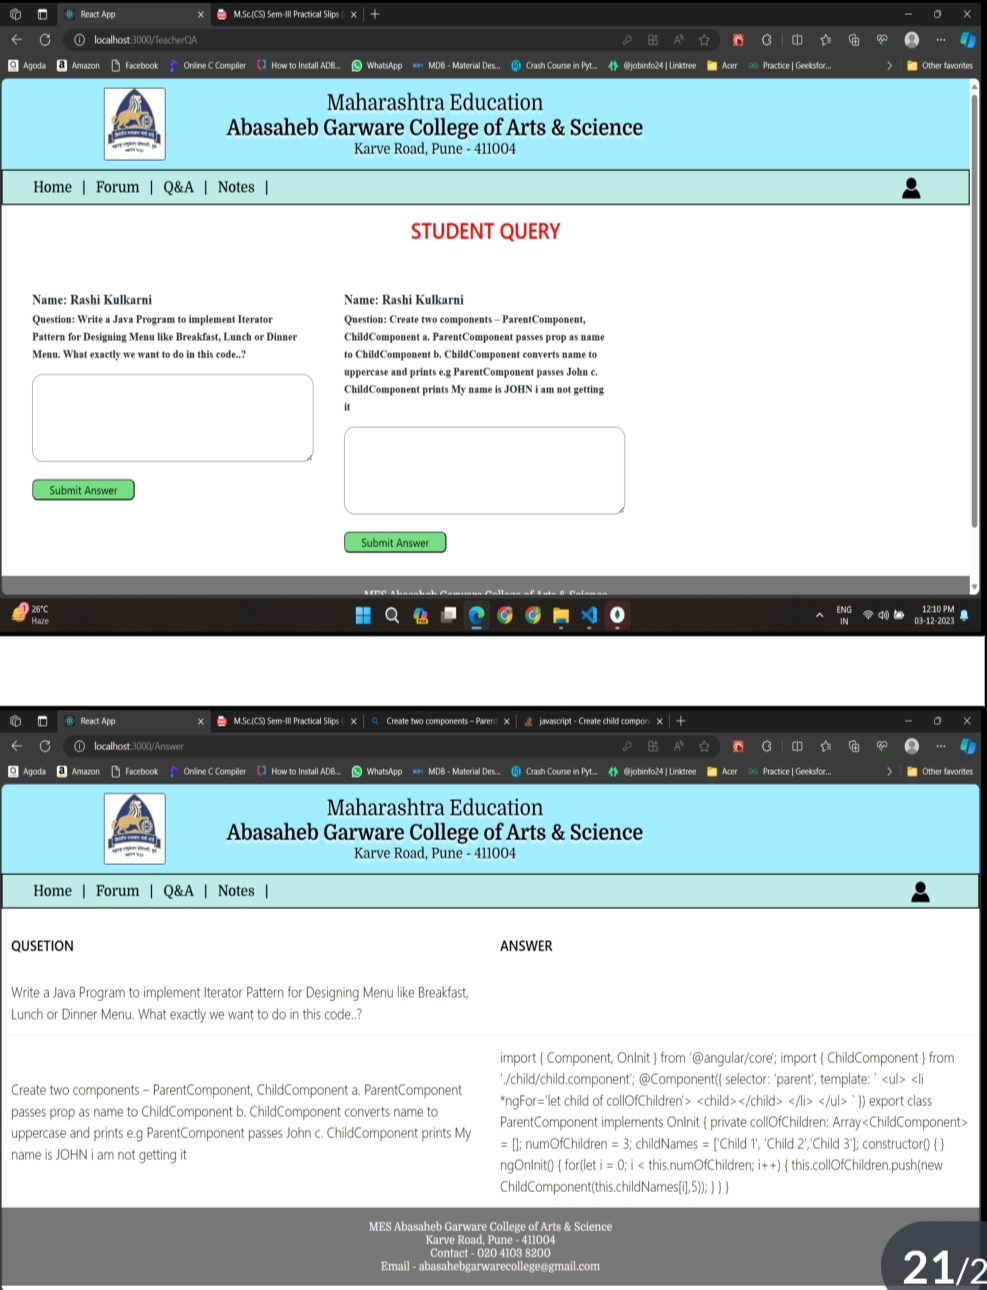 React App
M.Sc.(CS) Sem-III Practical Slips (
localhost:3000/TeacherQA
Agoda
Amazon
Facebook
Online C Compiler
How to Install ADB...
WhatsApp
MDB - Material Des...
Crash Course in Pyt...
@jobinfo24 | Linktree
Acer
Practice | Geeksfor...
Other favorites
Maharashtra Education
Abasaheb Garware College of Arts & Science
Karve Road, Pune - 411004
Home | Forum | Q&A | Notes |
STUDENT QUERY
Name: Rashi Kulkarni
Question: Write a Java Program to implement Iterator
Pattern for Designing Menu like Breakfast, Lunch or Dinner
Menu. What exactly we want to do in this code..?
Submit Answer
Name: Rashi Kulkarni
Question: Create two components – ParentComponent,
ChildComponent a. ParentComponent passes prop as name
to ChildComponent b. ChildComponent converts name to
uppercase and prints e.g ParentComponent passes John c.
ChildComponent prints My name is JOHN i am not getting
it
Submit Answer
MES Abasaheb Garware College of Arts & Science
1
26°C
Haze
ENG
IN
12:10 PM
03-12-2023
React App
M.Sc.(CS) Sem-III Practical Slips (
Create two components – Paren
javascript - Create child compon
localhost:3000/Answer
Agoda
Amazon
Facebook
Online C Compiler
How to Install ADB...
WhatsApp
MDB - Material Des...
Crash Course in Pyt...
@jobinfo24 | Linktree
Acer
Practice | Geeksfor...
Other favorites
Maharashtra Education
Abasaheb Garware College of Arts & Science
Karve Road, Pune - 411004
Home | Forum | Q&A | Notes |
QUSETION
ANSWER
Write a Java Program to implement Iterator Pattern for Designing Menu like Breakfast,
Lunch or Dinner Menu. What exactly we want to do in this code..?
Create two components – ParentComponent, ChildComponent a. ParentComponent
passes prop as name to ChildComponent b. ChildComponent converts name to
uppercase and prints e.g ParentComponent passes John c. ChildComponent prints My
name is JOHN i am not getting it
import { Component, OnInit } from '@angular/core'; import { ChildComponent } from
'./child/child.component'; @Component({ selector: 'parent', template: ` <ul> <li
*ngFor='let child of collOfChildren'> <child></child> </li> </ul> ` }) export class
ParentComponent implements OnInit { private collOfChildren: Array<ChildComponent>
= []; numOfChildren = 3; childNames = ['Child 1', 'Child 2','Child 3']; constructor() { }
ngOnInit() { for(let i = 0; i < this.numOfChildren; i++) { this.collOfChildren.push(new
ChildComponent(this.childNames[i],5)); } } }
MES Abasaheb Garware College of Arts & Science
Karve Road, Pune - 411004
Contact - 020 4103 8200
Email - abasahebgarwarecollege@gmail.com
21/2